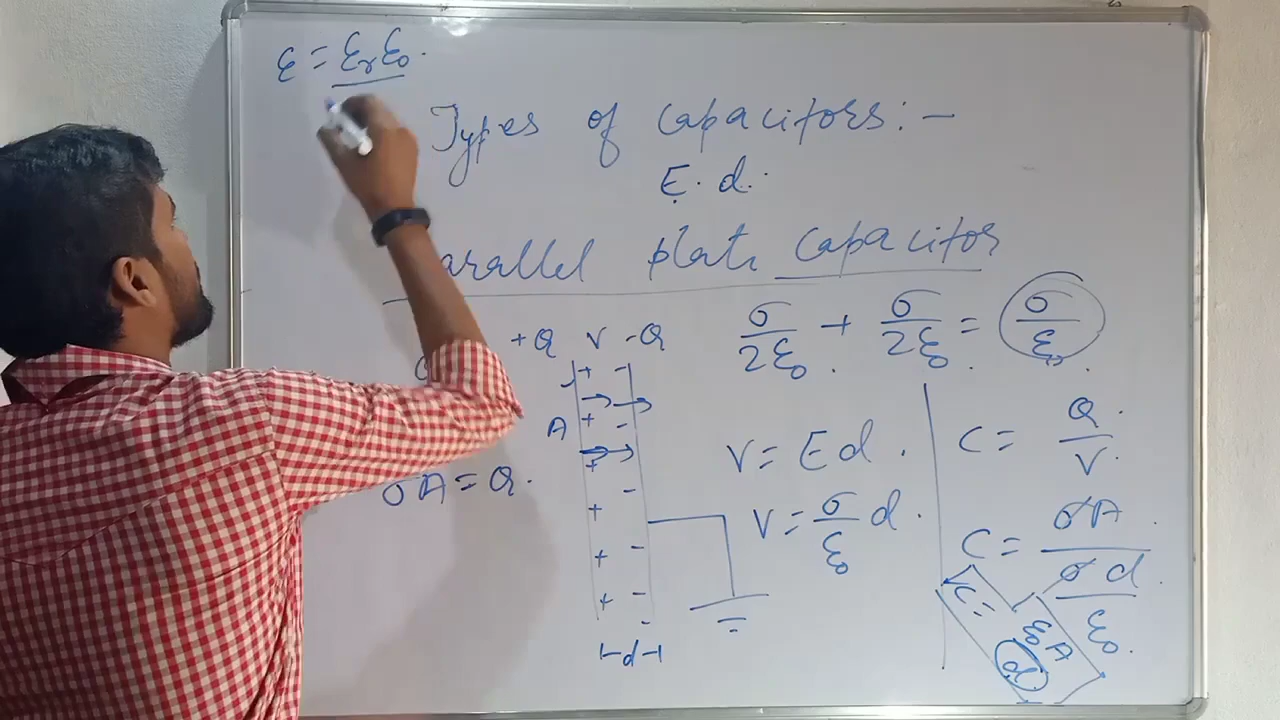 ε = εᵣε₀.
Types of capacitors:-
E. d.
arallel plate capacitor
+Q V -Q
σ/2ε₀ + σ/2ε₀ = σ/ε₀.
A
σA = Q.
V = Ed.
V = σ/ε₀ d.
C = Q/V.
C = σA/(σd/ε₀).
C = ε₀A/d
d